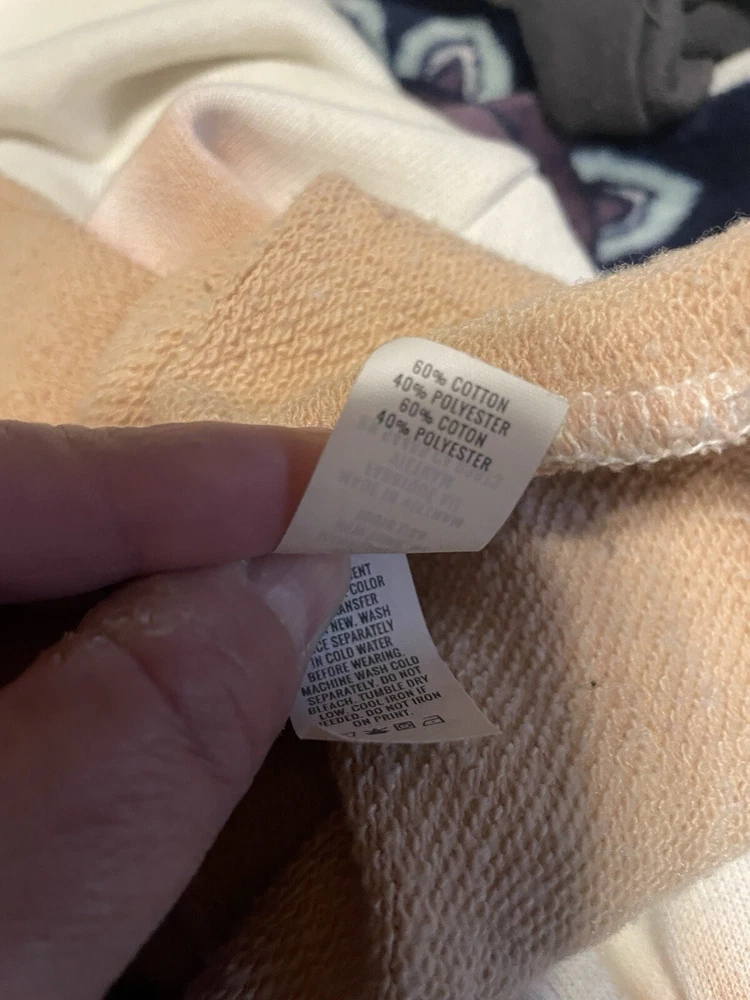 60% COTTON
40% POLYESTER
60% COTON
40% POLYESTER
COLOR
NEW. WASH
SEPARATELY
IN COLD WATER
BEFORE WEARING.
MACHINE WASH COLD
SEPARATELY. DO NOT
BLEACH. TUMBLE DRY
LOW. COOL IRON IF
NEEDED. DO NOT IRON
ON PRINT.